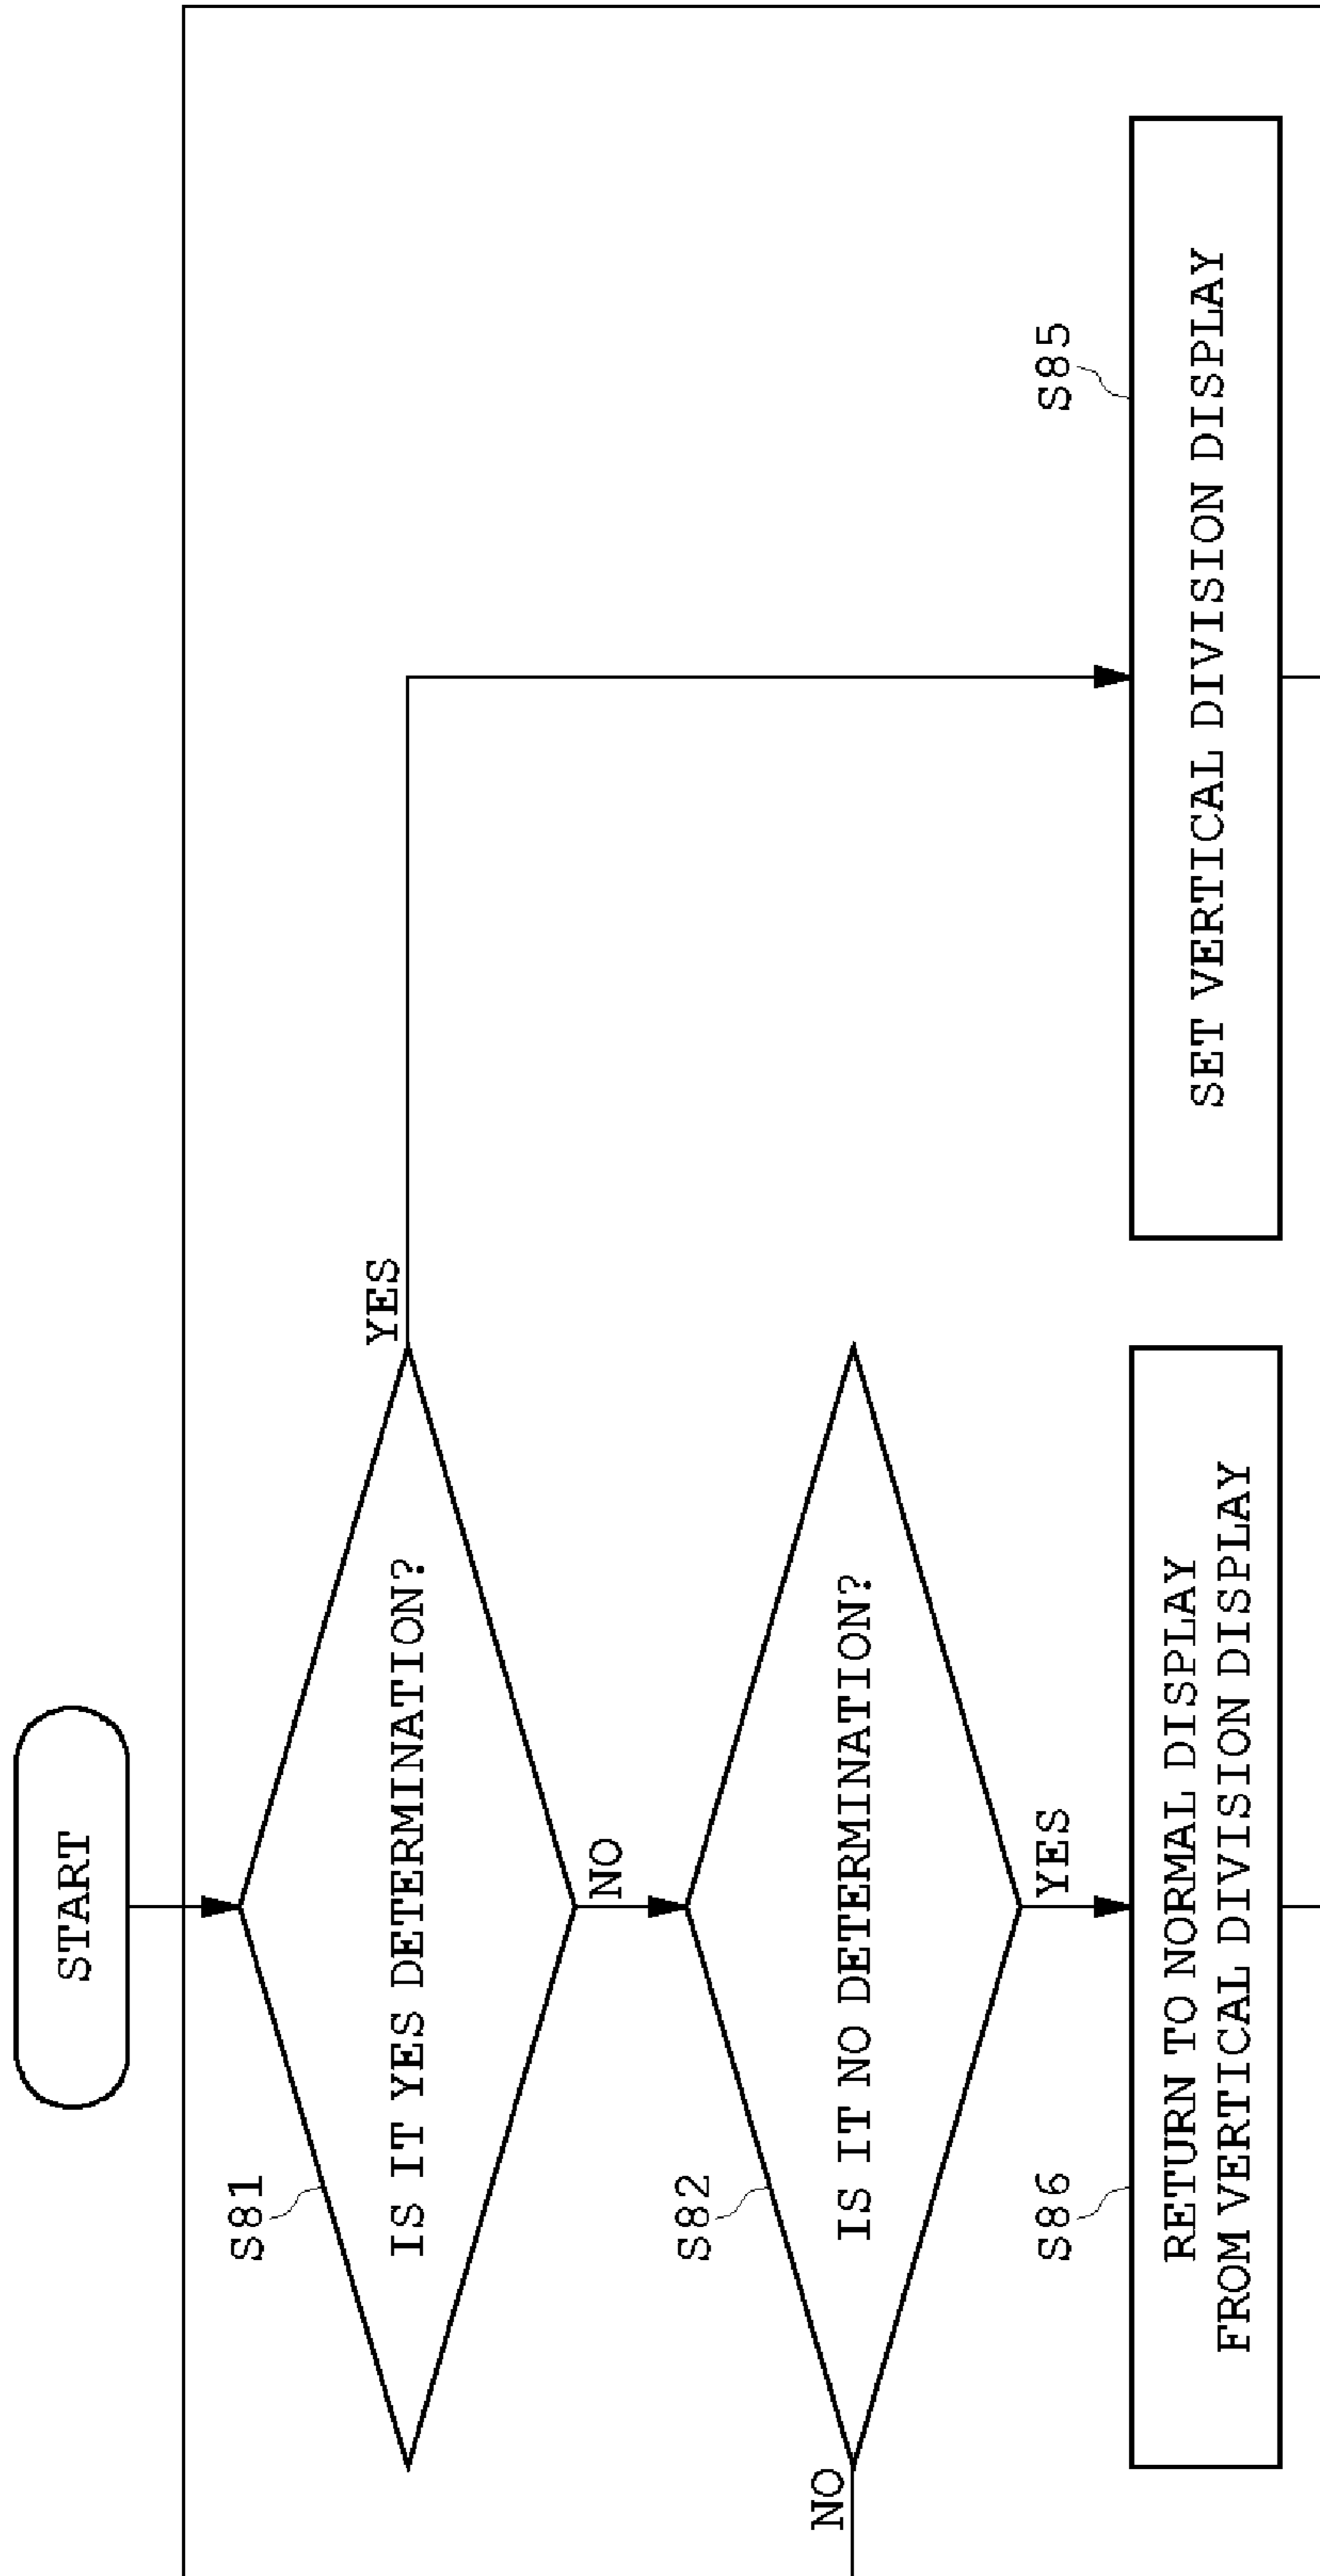 START
S81
IS IT YES DETERMINATION?
YES
NO
S82
IS IT NO DETERMINATION?
NO
YES
S86
RETURN TO NORMAL DISPLAY
FROM VERTICAL DIVISION DISPLAY
S85
SET VERTICAL DIVISION DISPLAY